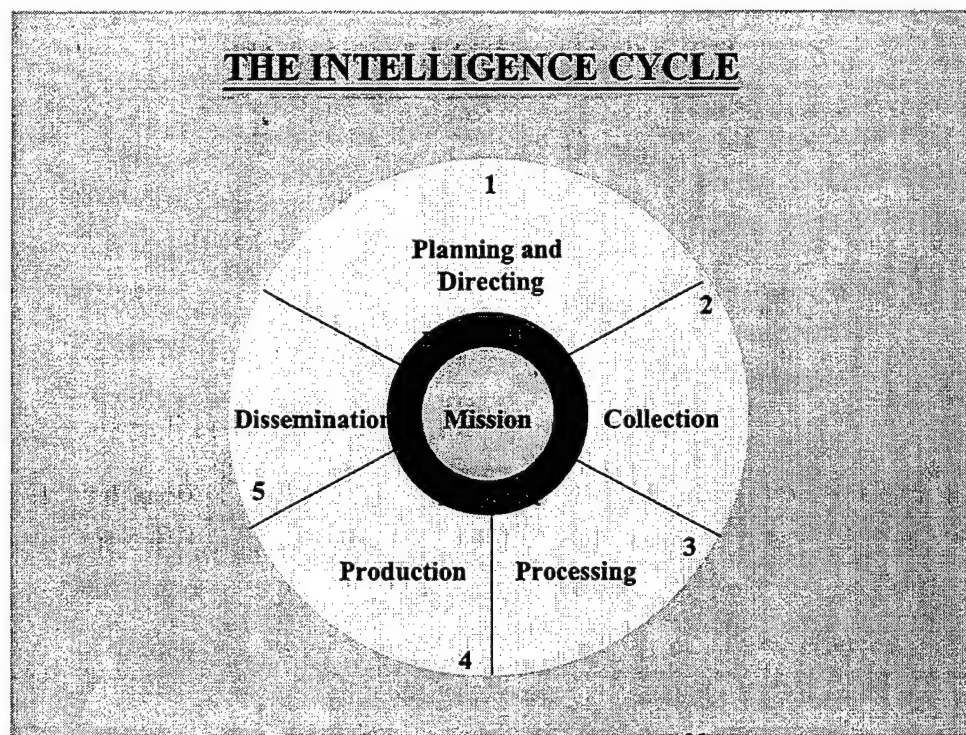 THE INTELLIGENCE CYCLE
1
Planning and
Directing
2
Collection
3
Processing
4
Production
5
Dissemination
Mission